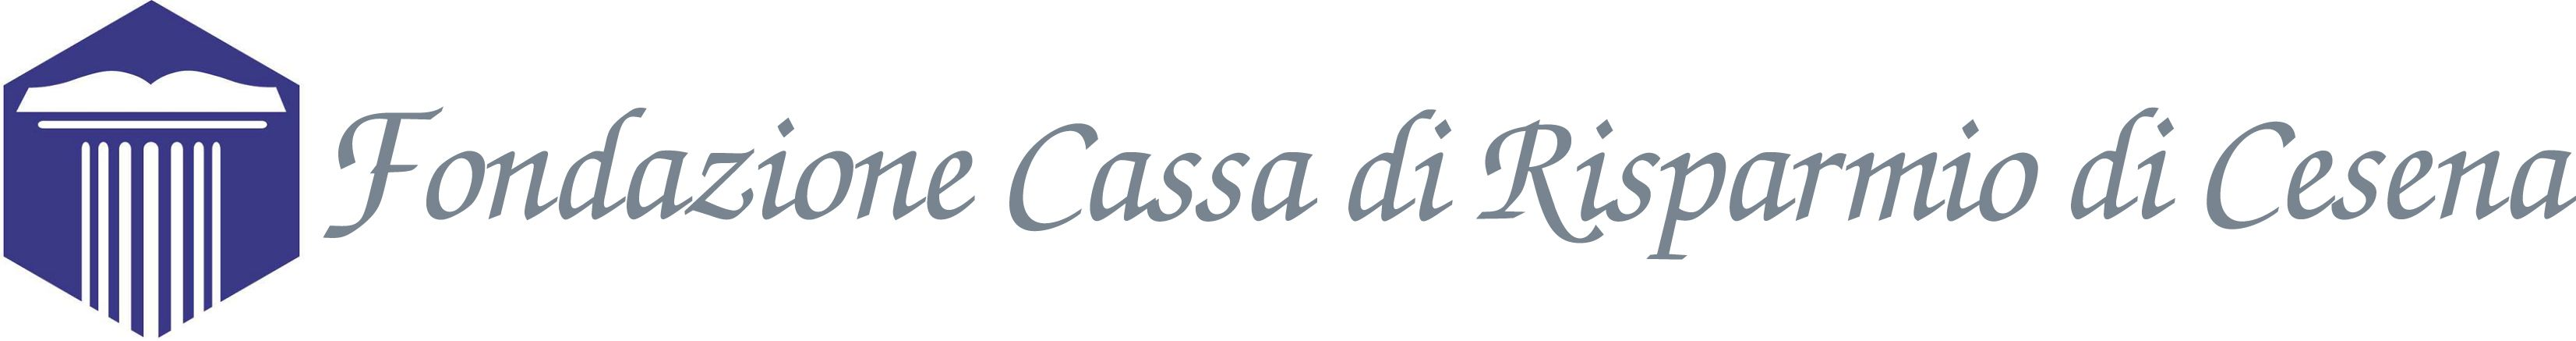 Fondazione Cassa di Risparmio di Cesena